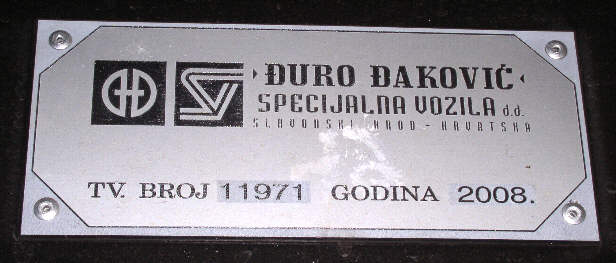 ĐURO ĐAKOVIĆ
SPECIJALNA VOZILA d.d.
SLAVONSKI BROD - HRVATSKA
TV. BROJ 11971 GODINA 2008.